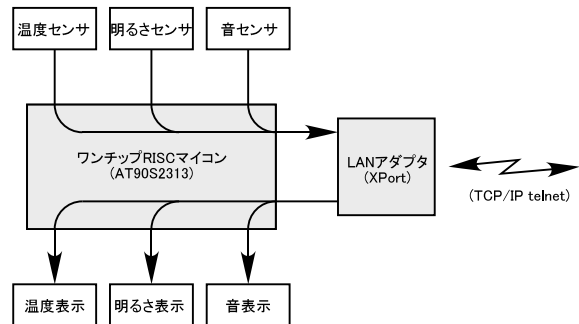 温度センサ
明るさセンサ
音センサ
ワンチップRISCマイコン
(AT90S2313)
LANアダプタ
(XPort)
(TCP/IP telnet)
温度表示
明るさ表示
音表示